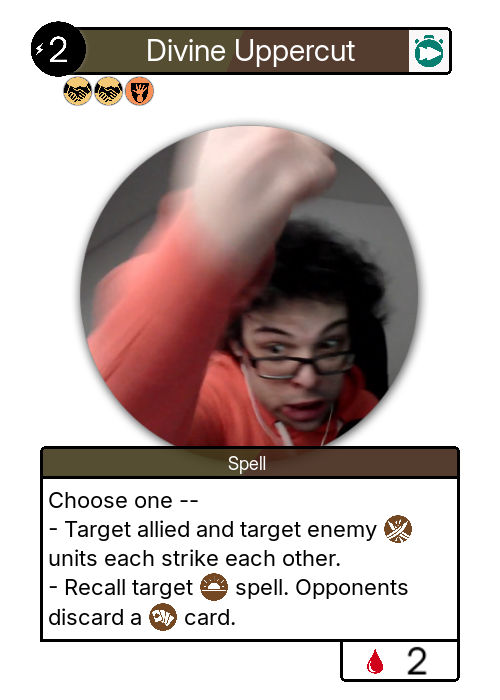 2 Divine Uppercut
Spell
Choose one --
- Target allied and target enemy
units each strike each other.
- Recall target spell. Opponents
discard a card.
2